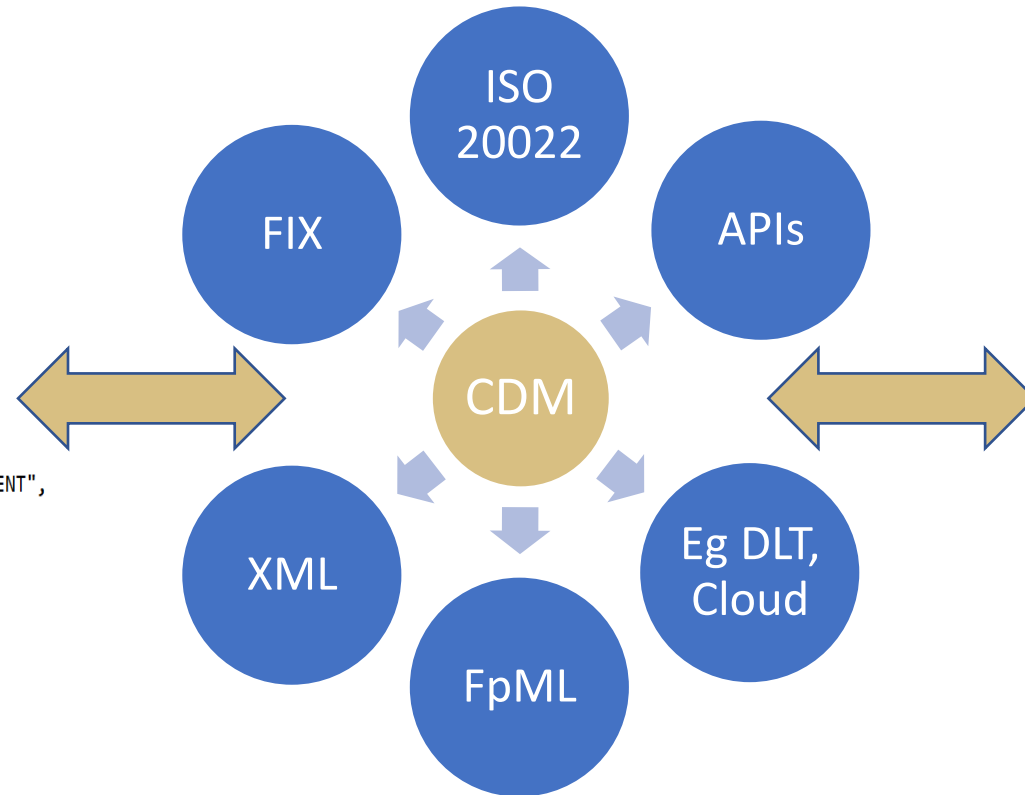 ISO
20022
FIX
APIs
CDM
ENT",
XML
Eg DLT,
Cloud
FpML